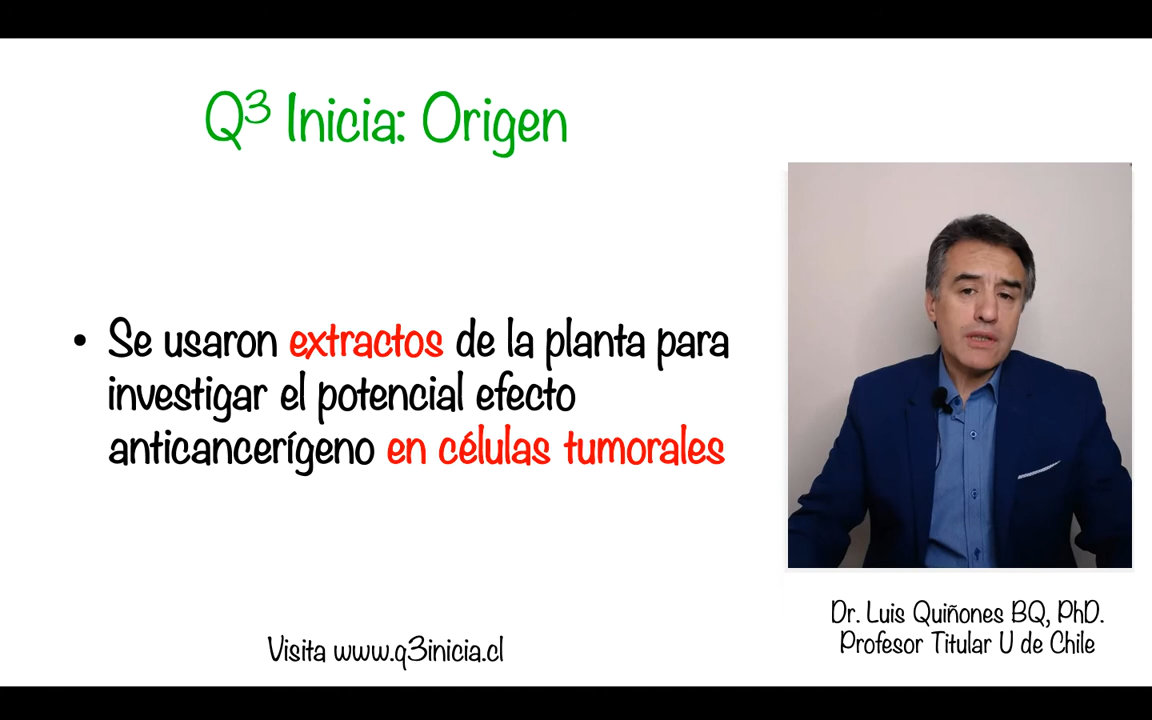 Q³ Inicia: Origen
• Se usaron extractos de la planta para
investigar el potencial efecto
anticancerígeno en células tumorales
Dr. Luis Quiñones BQ, PhD.
Profesor Titular U de Chile
Visita www.q3inicia.cl